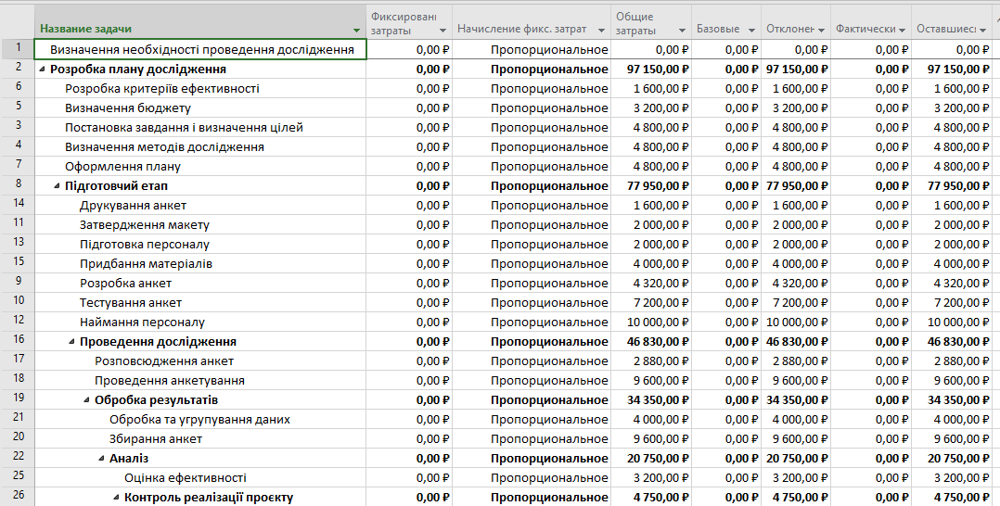 Название задачи Фиксированн затраты Начисление фикс. затрат Общие затраты Базовые Отклонен Фактически Оставшиеся
1 Визначення необхідності проведення дослідження 0,00 ₽ Пропорциональное 0,00 ₽ 0,00 ₽ 0,00 ₽ 0,00 ₽ 0,00 ₽
2 Розробка плану дослідження 0,00 ₽ Пропорциональное 97 150,00 ₽ 0,00 ₽ 97 150,00 ₽ 0,00 ₽ 97 150,00 ₽
6 Розробка критеріїв ефективності 0,00 ₽ Пропорциональное 1 600,00 ₽ 0,00 ₽ 1 600,00 ₽ 0,00 ₽ 1 600,00 ₽
5 Визначення бюджету 0,00 ₽ Пропорциональное 3 200,00 ₽ 0,00 ₽ 3 200,00 ₽ 0,00 ₽ 3 200,00 ₽
3 Постановка завдання і визначення цілей 0,00 ₽ Пропорциональное 4 800,00 ₽ 0,00 ₽ 4 800,00 ₽ 0,00 ₽ 4 800,00 ₽
4 Визначення методів дослідження 0,00 ₽ Пропорциональное 4 800,00 ₽ 0,00 ₽ 4 800,00 ₽ 0,00 ₽ 4 800,00 ₽
7 Оформлення плану 0,00 ₽ Пропорциональное 4 800,00 ₽ 0,00 ₽ 4 800,00 ₽ 0,00 ₽ 4 800,00 ₽
8 Підготовчий етап 0,00 ₽ Пропорциональное 77 950,00 ₽ 0,00 ₽ 77 950,00 ₽ 0,00 ₽ 77 950,00 ₽
14 Друкування анкет 0,00 ₽ Пропорциональное 1 600,00 ₽ 0,00 ₽ 1 600,00 ₽ 0,00 ₽ 1 600,00 ₽
11 Затвердження макету 0,00 ₽ Пропорциональное 2 000,00 ₽ 0,00 ₽ 2 000,00 ₽ 0,00 ₽ 2 000,00 ₽
13 Підготовка персоналу 0,00 ₽ Пропорциональное 2 000,00 ₽ 0,00 ₽ 2 000,00 ₽ 0,00 ₽ 2 000,00 ₽
15 Придбання матеріалів 0,00 ₽ Пропорциональное 4 000,00 ₽ 0,00 ₽ 4 000,00 ₽ 0,00 ₽ 4 000,00 ₽
9 Розробка анкет 0,00 ₽ Пропорциональное 4 320,00 ₽ 0,00 ₽ 4 320,00 ₽ 0,00 ₽ 4 320,00 ₽
10 Тестування анкет 0,00 ₽ Пропорциональное 7 200,00 ₽ 0,00 ₽ 7 200,00 ₽ 0,00 ₽ 7 200,00 ₽
12 Наймання персоналу 0,00 ₽ Пропорциональное 10 000,00 ₽ 0,00 ₽ 10 000,00 ₽ 0,00 ₽ 10 000,00 ₽
16 Проведення дослідження 0,00 ₽ Пропорциональное 46 830,00 ₽ 0,00 ₽ 46 830,00 ₽ 0,00 ₽ 46 830,00 ₽
17 Розповсюдження анкет 0,00 ₽ Пропорциональное 2 880,00 ₽ 0,00 ₽ 2 880,00 ₽ 0,00 ₽ 2 880,00 ₽
18 Проведення анкетування 0,00 ₽ Пропорциональное 9 600,00 ₽ 0,00 ₽ 9 600,00 ₽ 0,00 ₽ 9 600,00 ₽
19 Обробка результатів 0,00 ₽ Пропорциональное 34 350,00 ₽ 0,00 ₽ 34 350,00 ₽ 0,00 ₽ 34 350,00 ₽
21 Обробка та угрупування даних 0,00 ₽ Пропорциональное 4 000,00 ₽ 0,00 ₽ 4 000,00 ₽ 0,00 ₽ 4 000,00 ₽
20 Збирання анкет 0,00 ₽ Пропорциональное 9 600,00 ₽ 0,00 ₽ 9 600,00 ₽ 0,00 ₽ 9 600,00 ₽
22 Аналіз 0,00 ₽ Пропорциональное 20 750,00 ₽ 0,00 ₽ 20 750,00 ₽ 0,00 ₽ 20 750,00 ₽
25 Оцінка ефективності 0,00 ₽ Пропорциональное 3 200,00 ₽ 0,00 ₽ 3 200,00 ₽ 0,00 ₽ 3 200,00 ₽
26 Контроль реалізації проєкту 0,00 ₽ Пропорциональное 4 750,00 ₽ 0,00 ₽ 4 750,00 ₽ 0,00 ₽ 4 750,00 ₽